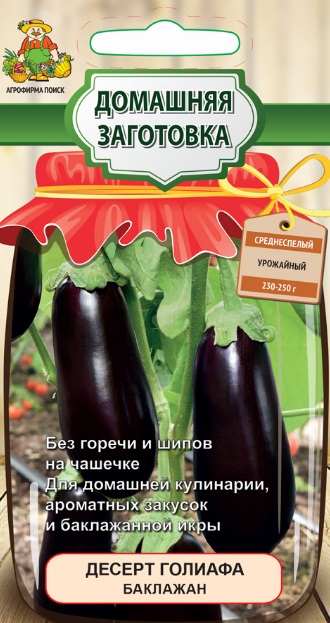 АГРОФИРМА ПОИСК
ДОМАШНЯЯ
ЗАГОТОВКА
СРЕДНЕСПЕЛЫЙ
УРОЖАЙНЫЙ
230-250 г
Без горечи и шипов
на чашечке
Для домашней кулинарии,
ароматных закусок
и баклажанной икры
ДЕСЕРТ ГОЛИАФА
БАКЛАЖАН